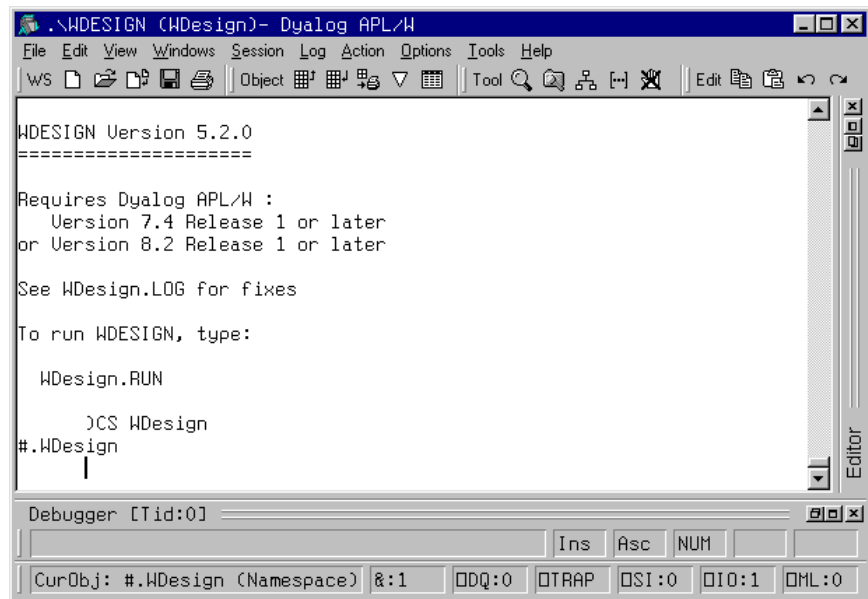 .\WDESIGN (WDesign)- Dyalog APL/W
File Edit View Windows Session Log Action Options Tools Help
WS Object Tool Edit
WDESIGN Version 5.2.0
=====================
Requires Dyalog APL/W :
Version 7.4 Release 1 or later
or Version 8.2 Release 1 or later
See WDesign.LOG for fixes
To run WDESIGN, type:
WDesign.RUN
)CS WDesign
#.WDesign
Editor
Debugger [Tid:0]
Ins Asc NUM
CurObj: #.WDesign (Namespace) &:1 ⎕DQ:0 ⎕TRAP ⎕SI:0 ⎕IO:1 ⎕ML:0